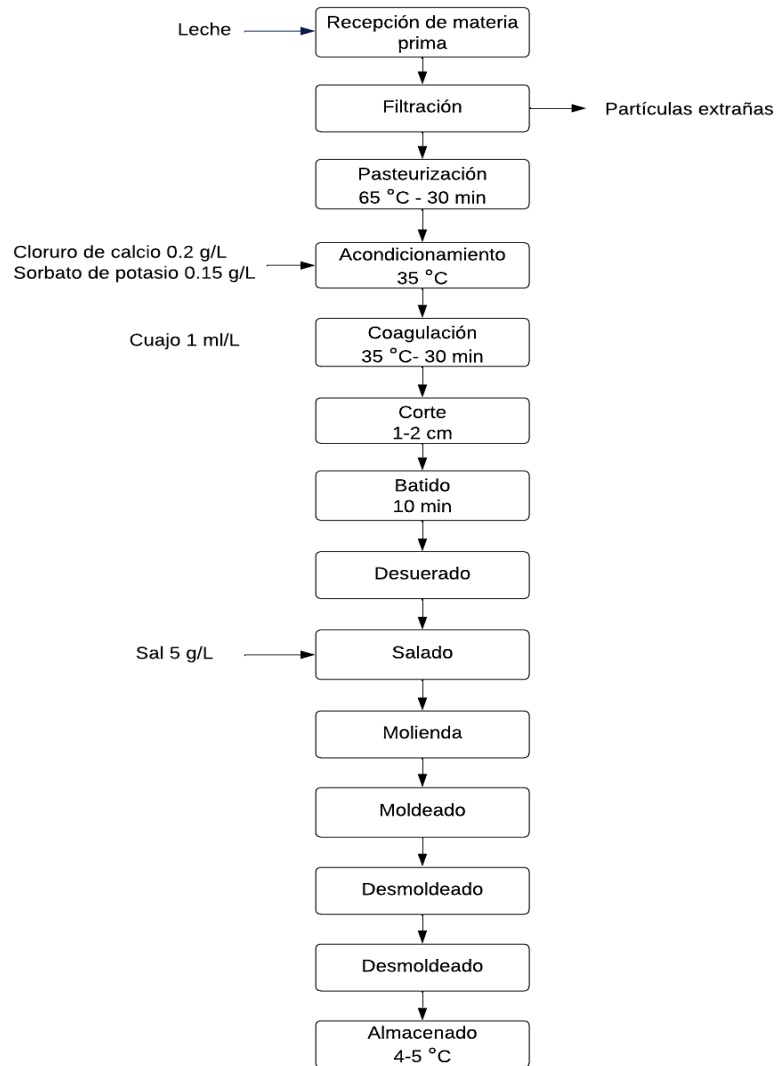 Leche
Recepción de materia
prima
Filtración
Partículas extrañas
Pasteurización
65 °C - 30 min
Cloruro de calcio 0.2 g/L
Sorbato de potasio 0.15 g/L
Acondicionamiento
35 °C
Cuajo 1 ml/L
Coagulación
35 °C- 30 min
Corte
1-2 cm
Batido
10 min
Desuerado
Sal 5 g/L
Salado
Molienda
Moldeado
Desmoldeado
Desmoldeado
Almacenado
4-5 °C